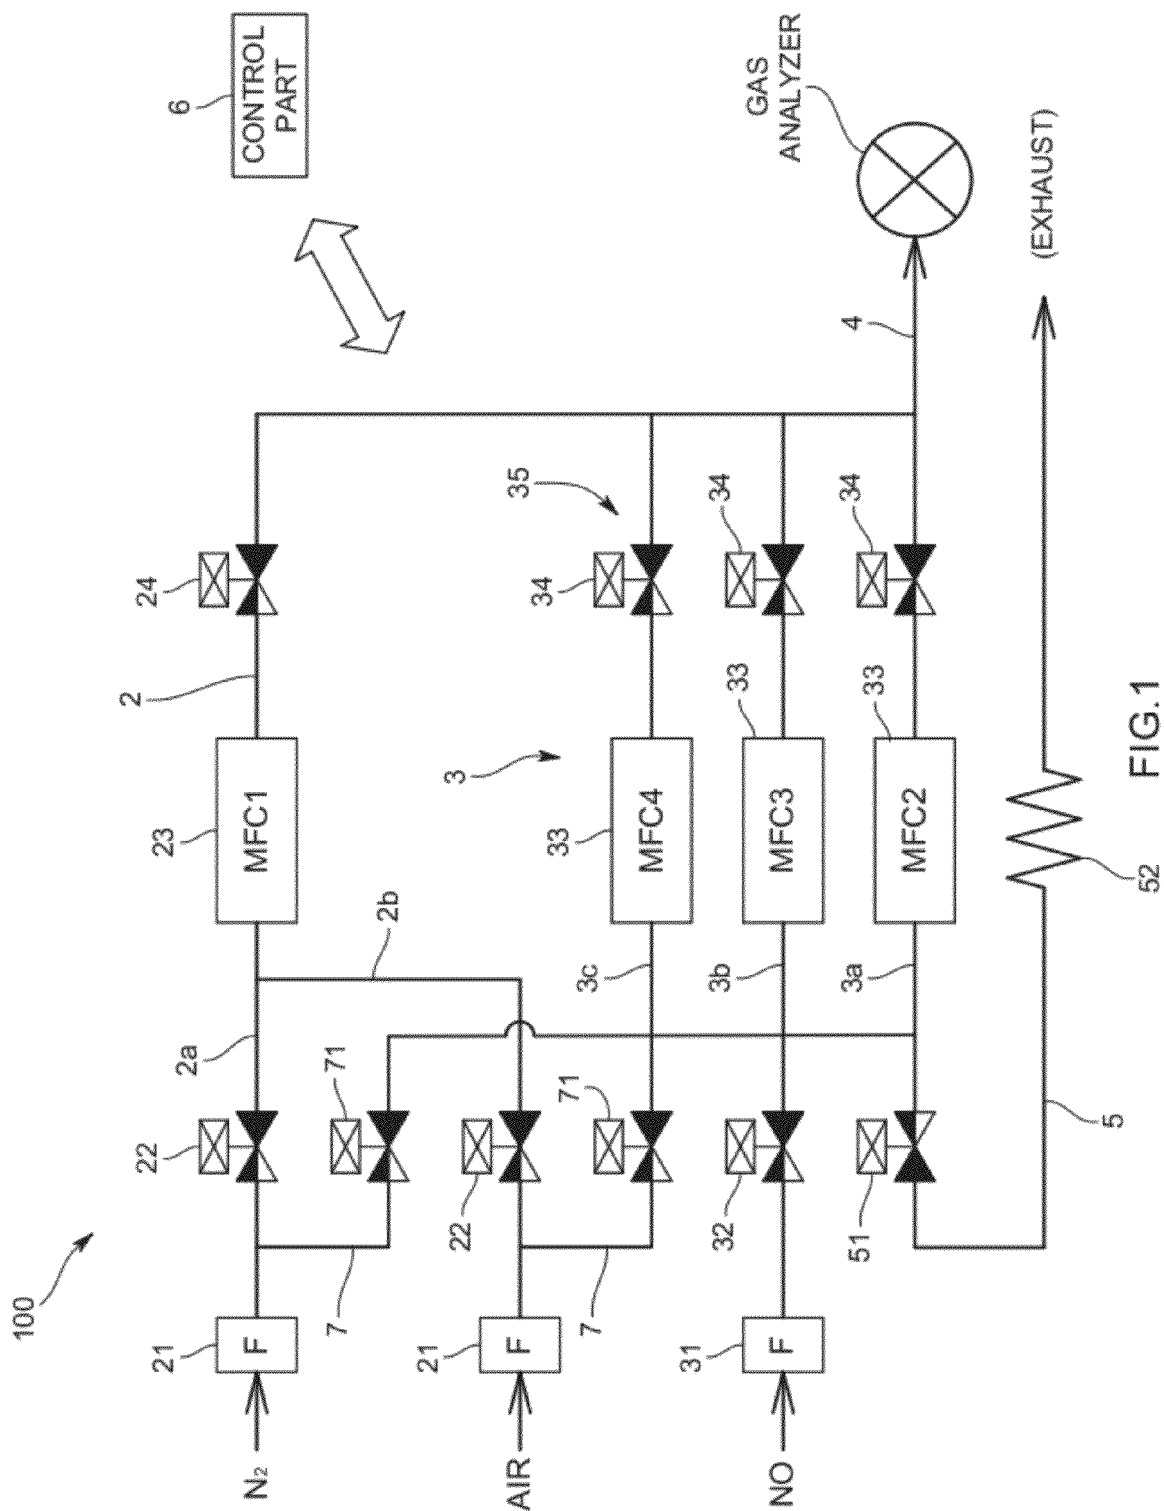 100
6
CONTROL
PART
N2
21
F
22
2a
23
MFC1
2
24
7
71
2b
AIR
21
F
22
7
71
3c
33
MFC4
3
34
35
NO
31
F
32
3b
MFC3
33
34
51
3a
MFC2
33
34
4
GAS
ANALYZER
5
52
(EXHAUST)
FIG.1